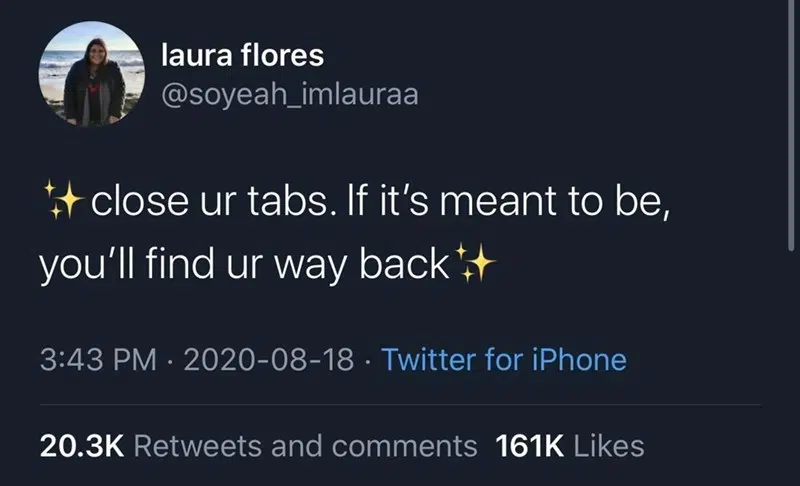 laura flores
@soyeah_imlauraa
✨close ur tabs. If it’s meant to be,
you’ll find ur way back✨
3:43 PM · 2020-08-18 · Twitter for iPhone
20.3K Retweets and comments 161K Likes